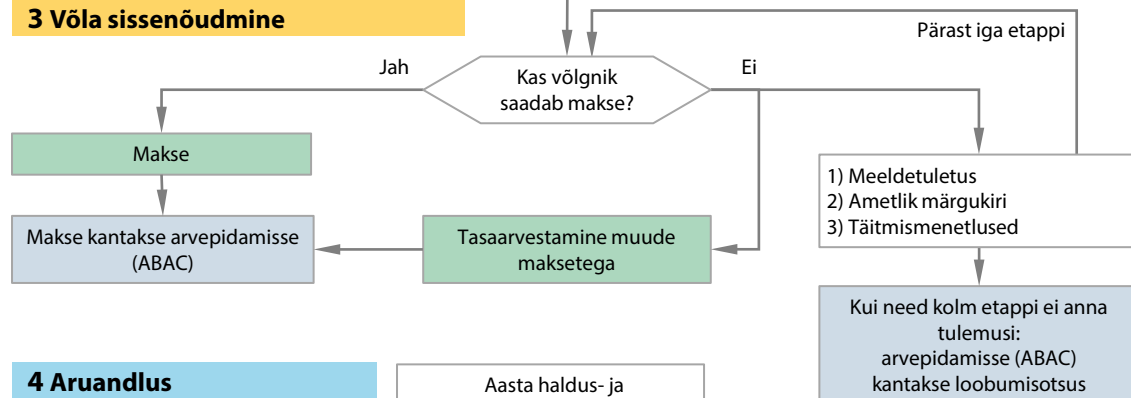 3 Võla sissenõudmine
Pärast iga etappi
Jah
Kas võlgnik
saadab makse?
Ei
Makse
1) Meeldetuletus
2) Ametlik märgukiri
3) Täitmismenetlused
Makse kantakse arvepidamisse
(ABAC)
Tasaarvestamine muude
maksetega
Kui need kolm etappi ei anna
tulemusi:
arvepidamisse (ABAC)
kantakse loobumisotsus
4 Aruandlus
Aasta haldus- ja